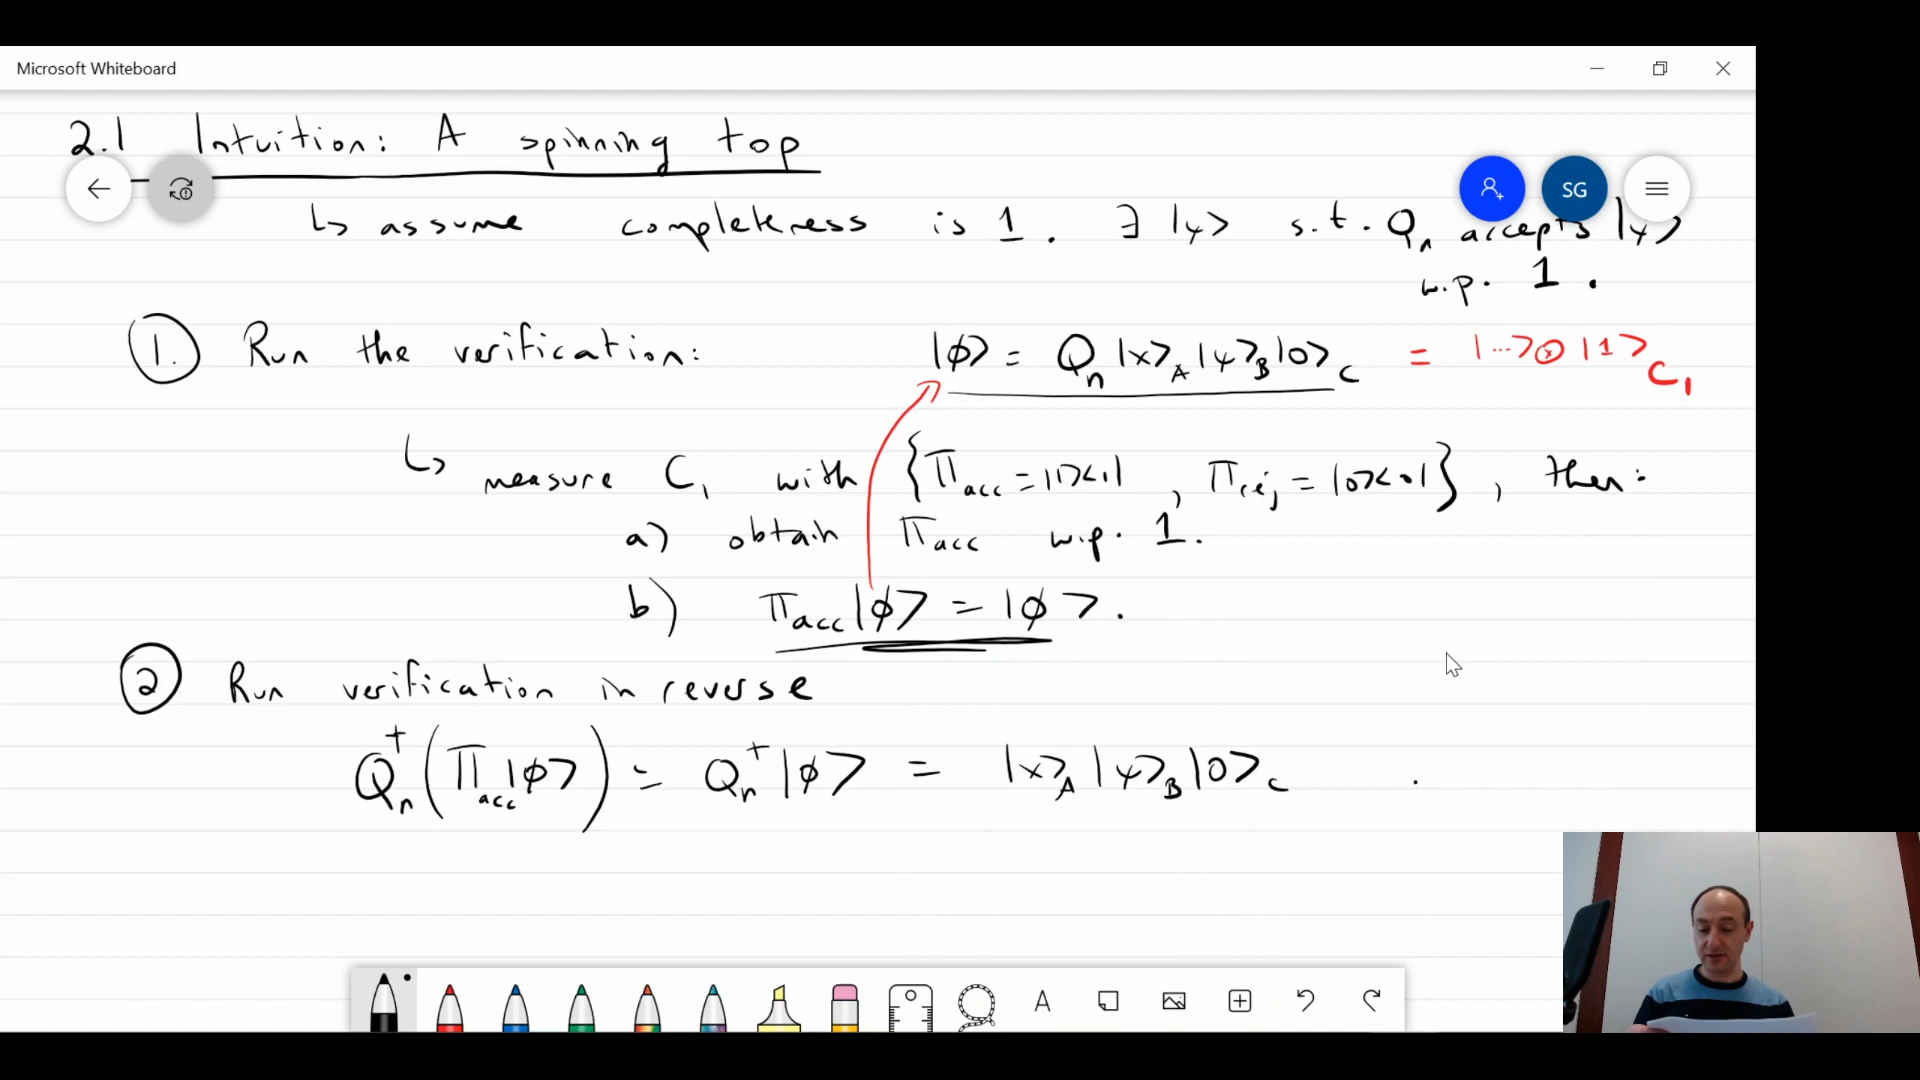 Microsoft Whiteboard
2.1 Intuition: A spinning top
SG
↳ assume completeness is 1. ∃ |ψ> s.t. Qn accepts |ψ>
w.p. 1.
1. Run the verification: |φ> = Qn |x>A |ψ>B |0>C = |...> ⊗ |1>C1
↳ measure C1 with {Πacc = |1><1|, Πrej = |0><0|}, then:
a) obtain Πacc w.p. 1.
b) Πacc |φ> = |φ>.
2 Run verification in reverse
Qn† (Πacc |φ>) = Qn† |φ> = |x>A |ψ>B |0>C .
A